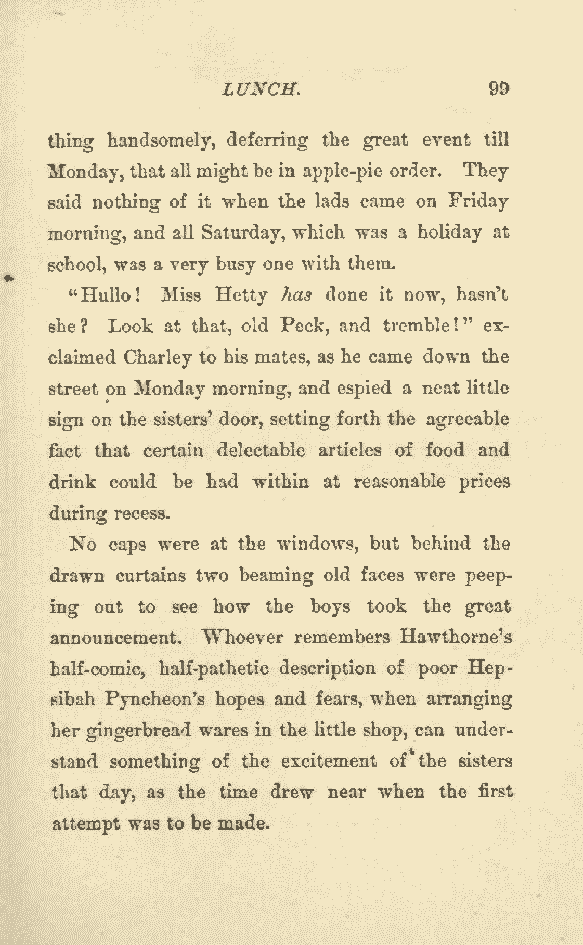 LUNCH. 99
thing handsomely, deferring the great event till
Monday, that all might be in apple-pie order. They
said nothing of it when the lads came on Friday
morning, and all Saturday, which was a holiday at
school, was a very busy one with them.
"Hullo! Miss Hetty has done it now, hasn't
she? Look at that, old Peck, and tremble!" ex-
claimed Charley to his mates, as he came down the
street on Monday morning, and espied a neat little
sign on the sisters' door, setting forth the agreeable
fact that certain delectable articles of food and
drink could be had within at reasonable prices
during recess.
No caps were at the windows, but behind the
drawn curtains two beaming old faces were peep-
ing out to see how the boys took the great
announcement. Whoever remembers Hawthorne's
half-comic, half-pathetic description of poor Hep-
sibah Pyncheon's hopes and fears, when arranging
her gingerbread wares in the little shop, can under-
stand something of the excitement of the sisters
that day, as the time drew near when the first
attempt was to be made.